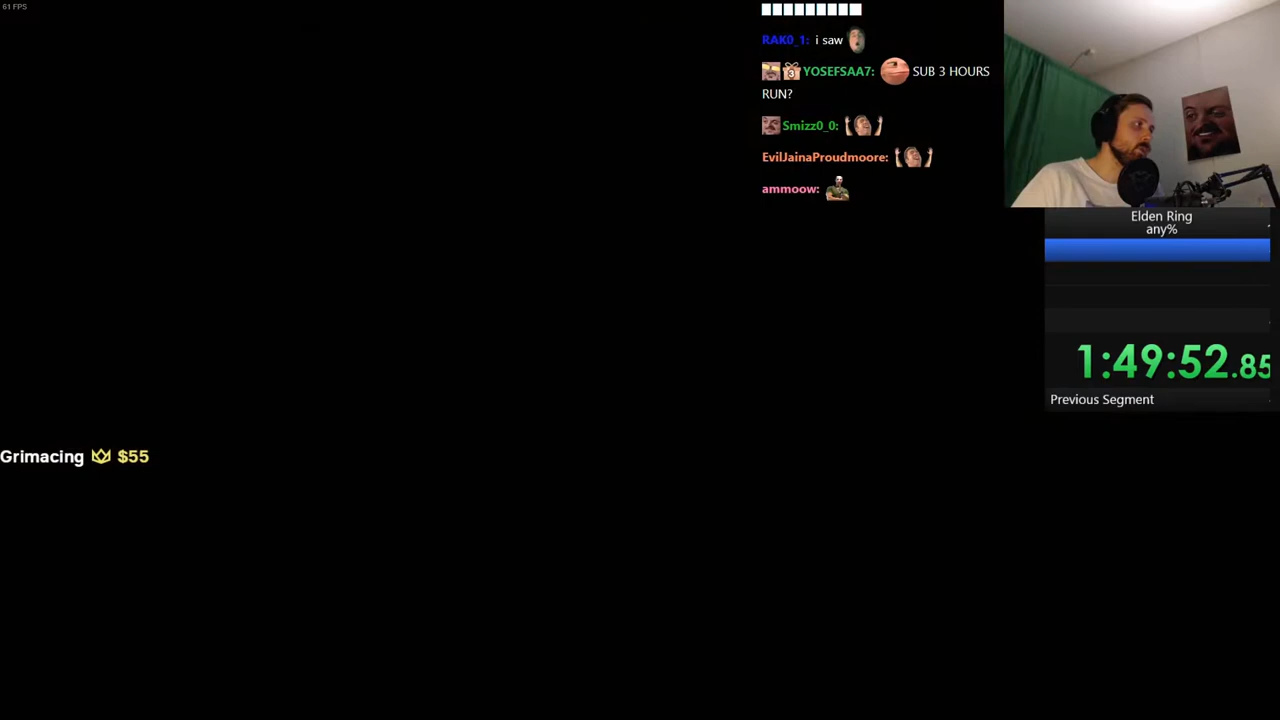 61 FPS
RAK0_1: i saw
3 YOSEFSAA7: SUB 3 HOURS
RUN?
Smizz0_0:
EvilJainaProudmoore:
ammoow:
Elden Ring
any%
1:49:52.85
Previous Segment
Grimacing $55